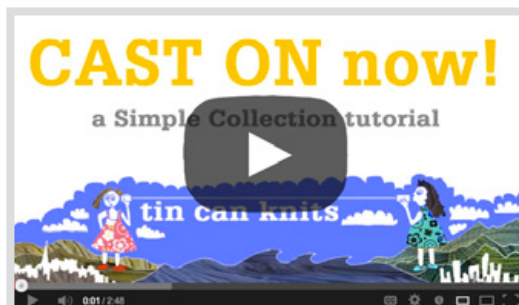 CAST ON now!
a Simple Collection tutorial
tin can knits
0:01 / 2:48